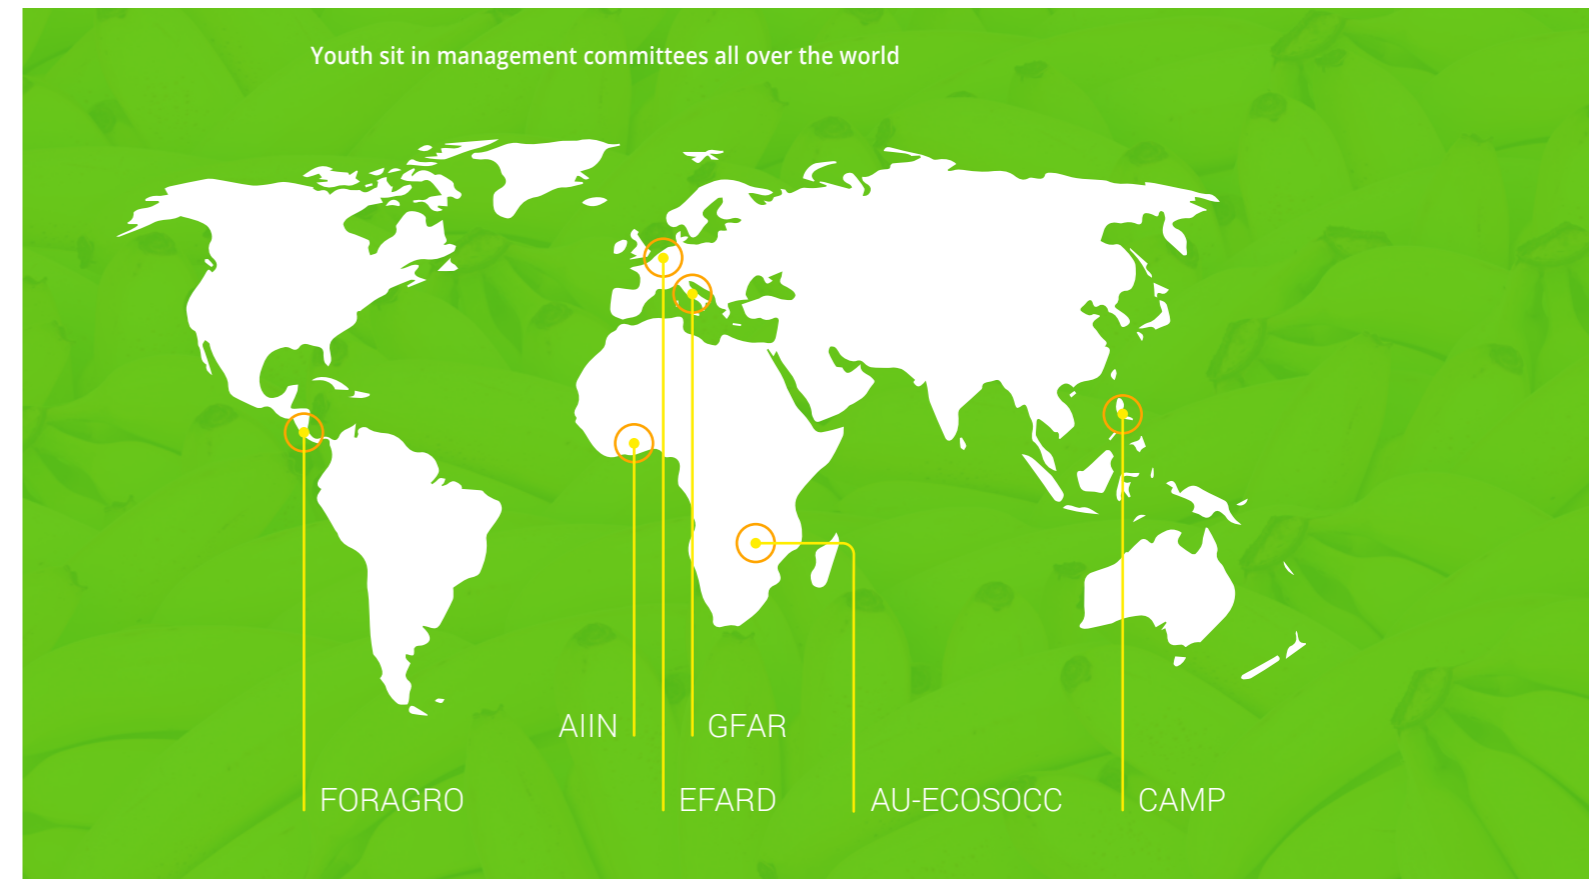 Youth sit in management committees all over the world
AIIN
GFAR
FORAGRO
EFARD
AU-ECOSOCC
CAMP